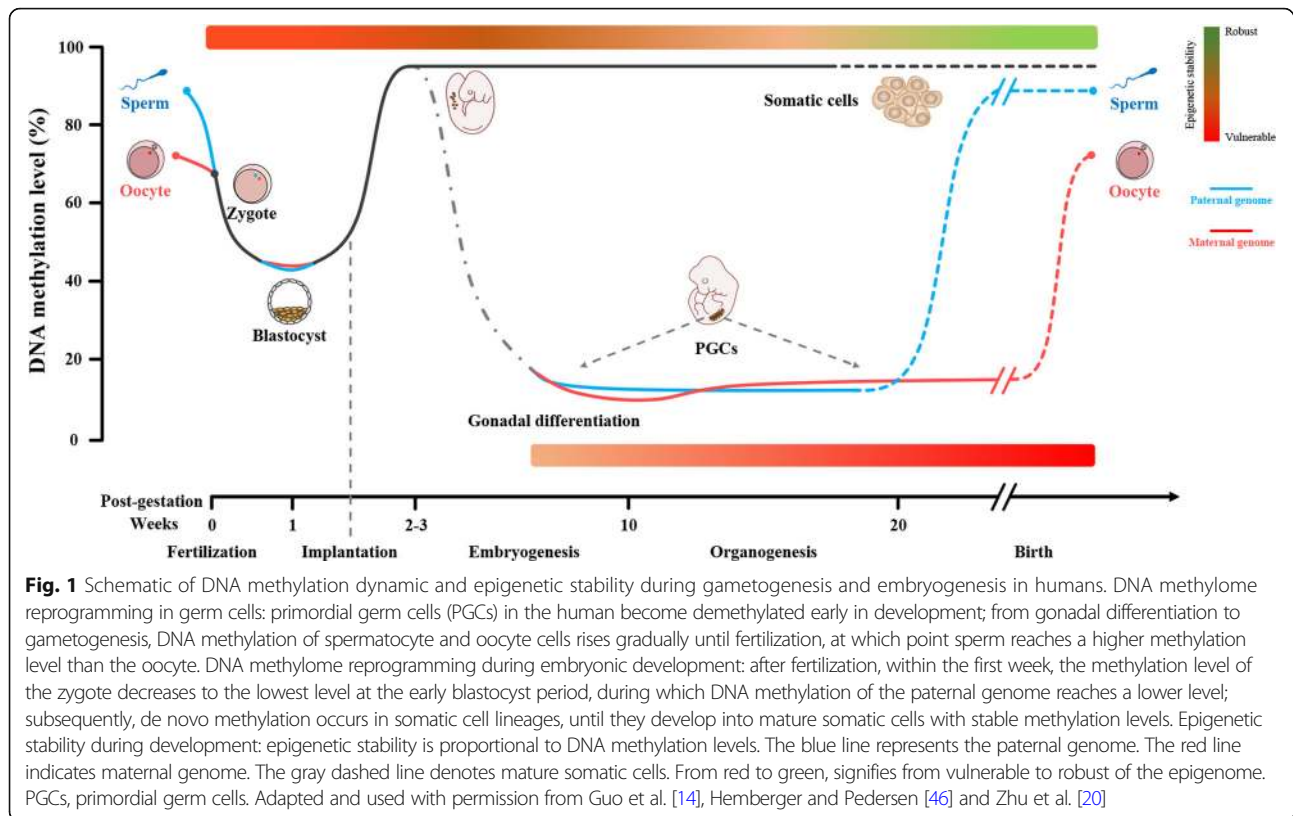 100
80
60
40
20
0
DNA methylation level (%)
Sperm
Oocyte
Zygote
Blastocyst
Somatic cells
PGCs
Gonadal differentiation
Robust
Epigenetic stability
Vulnerable
Sperm
Oocyte
Paternal genome
Maternal genome
Post-gestation
Weeks
0
1
2-3
10
20
Fertilization
Implantation
Embryogenesis
Organogenesis
Birth
Fig. 1 Schematic of DNA methylation dynamic and epigenetic stability during gametogenesis and embryogenesis in humans. DNA methylome
reprogramming in germ cells: primordial germ cells (PGCs) in the human become demethylated early in development; from gonadal differentiation to
gametogenesis, DNA methylation of spermatocyte and oocyte cells rises gradually until fertilization, at which point sperm reaches a higher methylation
level than the oocyte. DNA methylome reprogramming during embryonic development: after fertilization, within the first week, the methylation level of
the zygote decreases to the lowest level at the early blastocyst period, during which DNA methylation of the paternal genome reaches a lower level;
subsequently, de novo methylation occurs in somatic cell lineages, until they develop into mature somatic cells with stable methylation levels. Epigenetic
stability during development: epigenetic stability is proportional to DNA methylation levels. The blue line represents the paternal genome. The red line
indicates maternal genome. The gray dashed line denotes mature somatic cells. From red to green, signifies from vulnerable to robust of the epigenome.
PGCs, primordial germ cells. Adapted and used with permission from Guo et al. [14], Hemberger and Pedersen [46] and Zhu et al. [20]